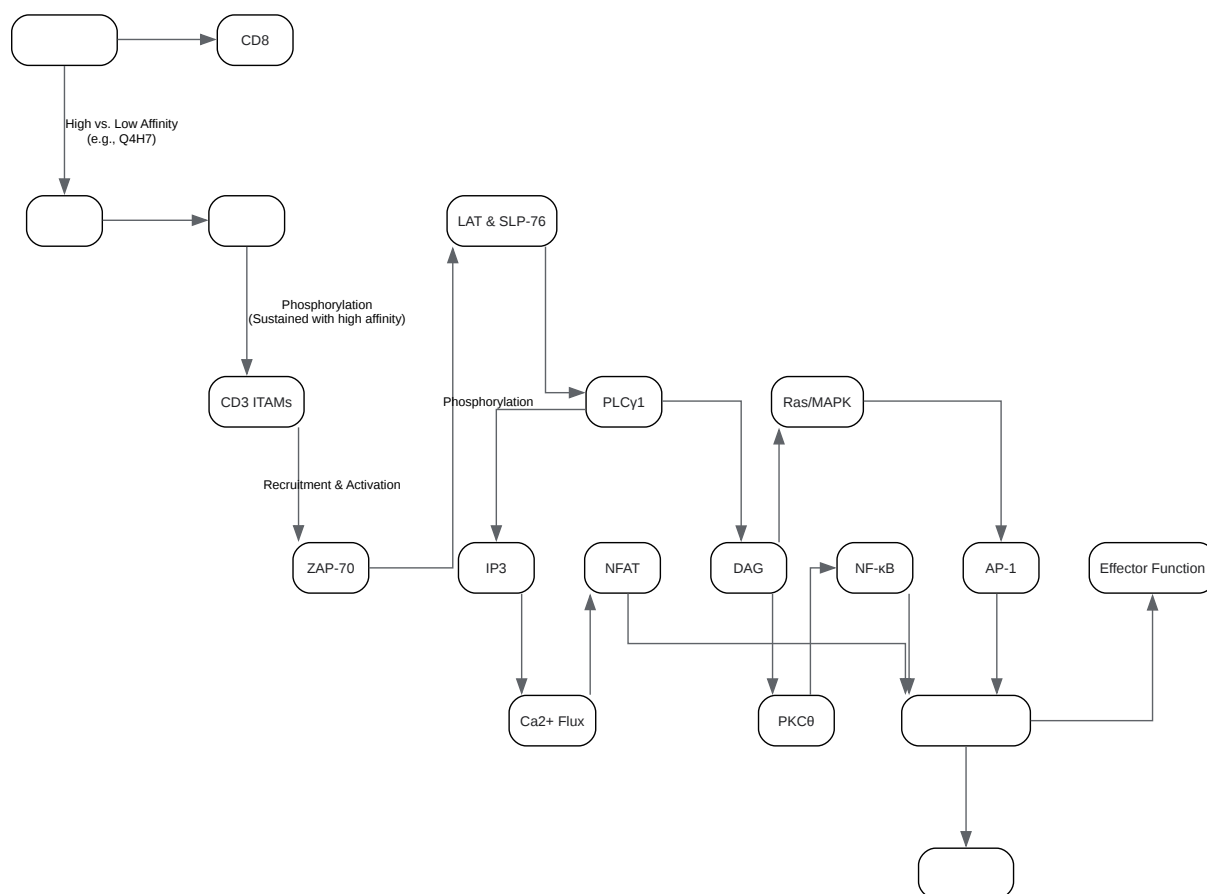 CD8
High vs. Low Affinity
(e.g., Q4H7)
LAT & SLP-76
Phosphorylation
(Sustained with high affinity)
CD3 ITAMs
Phosphorylation
PLCγ1
Ras/MAPK
Recruitment & Activation
ZAP-70
IP3
NFAT
DAG
NF-κB
AP-1
Effector Function
Ca2+ Flux
PKCθ